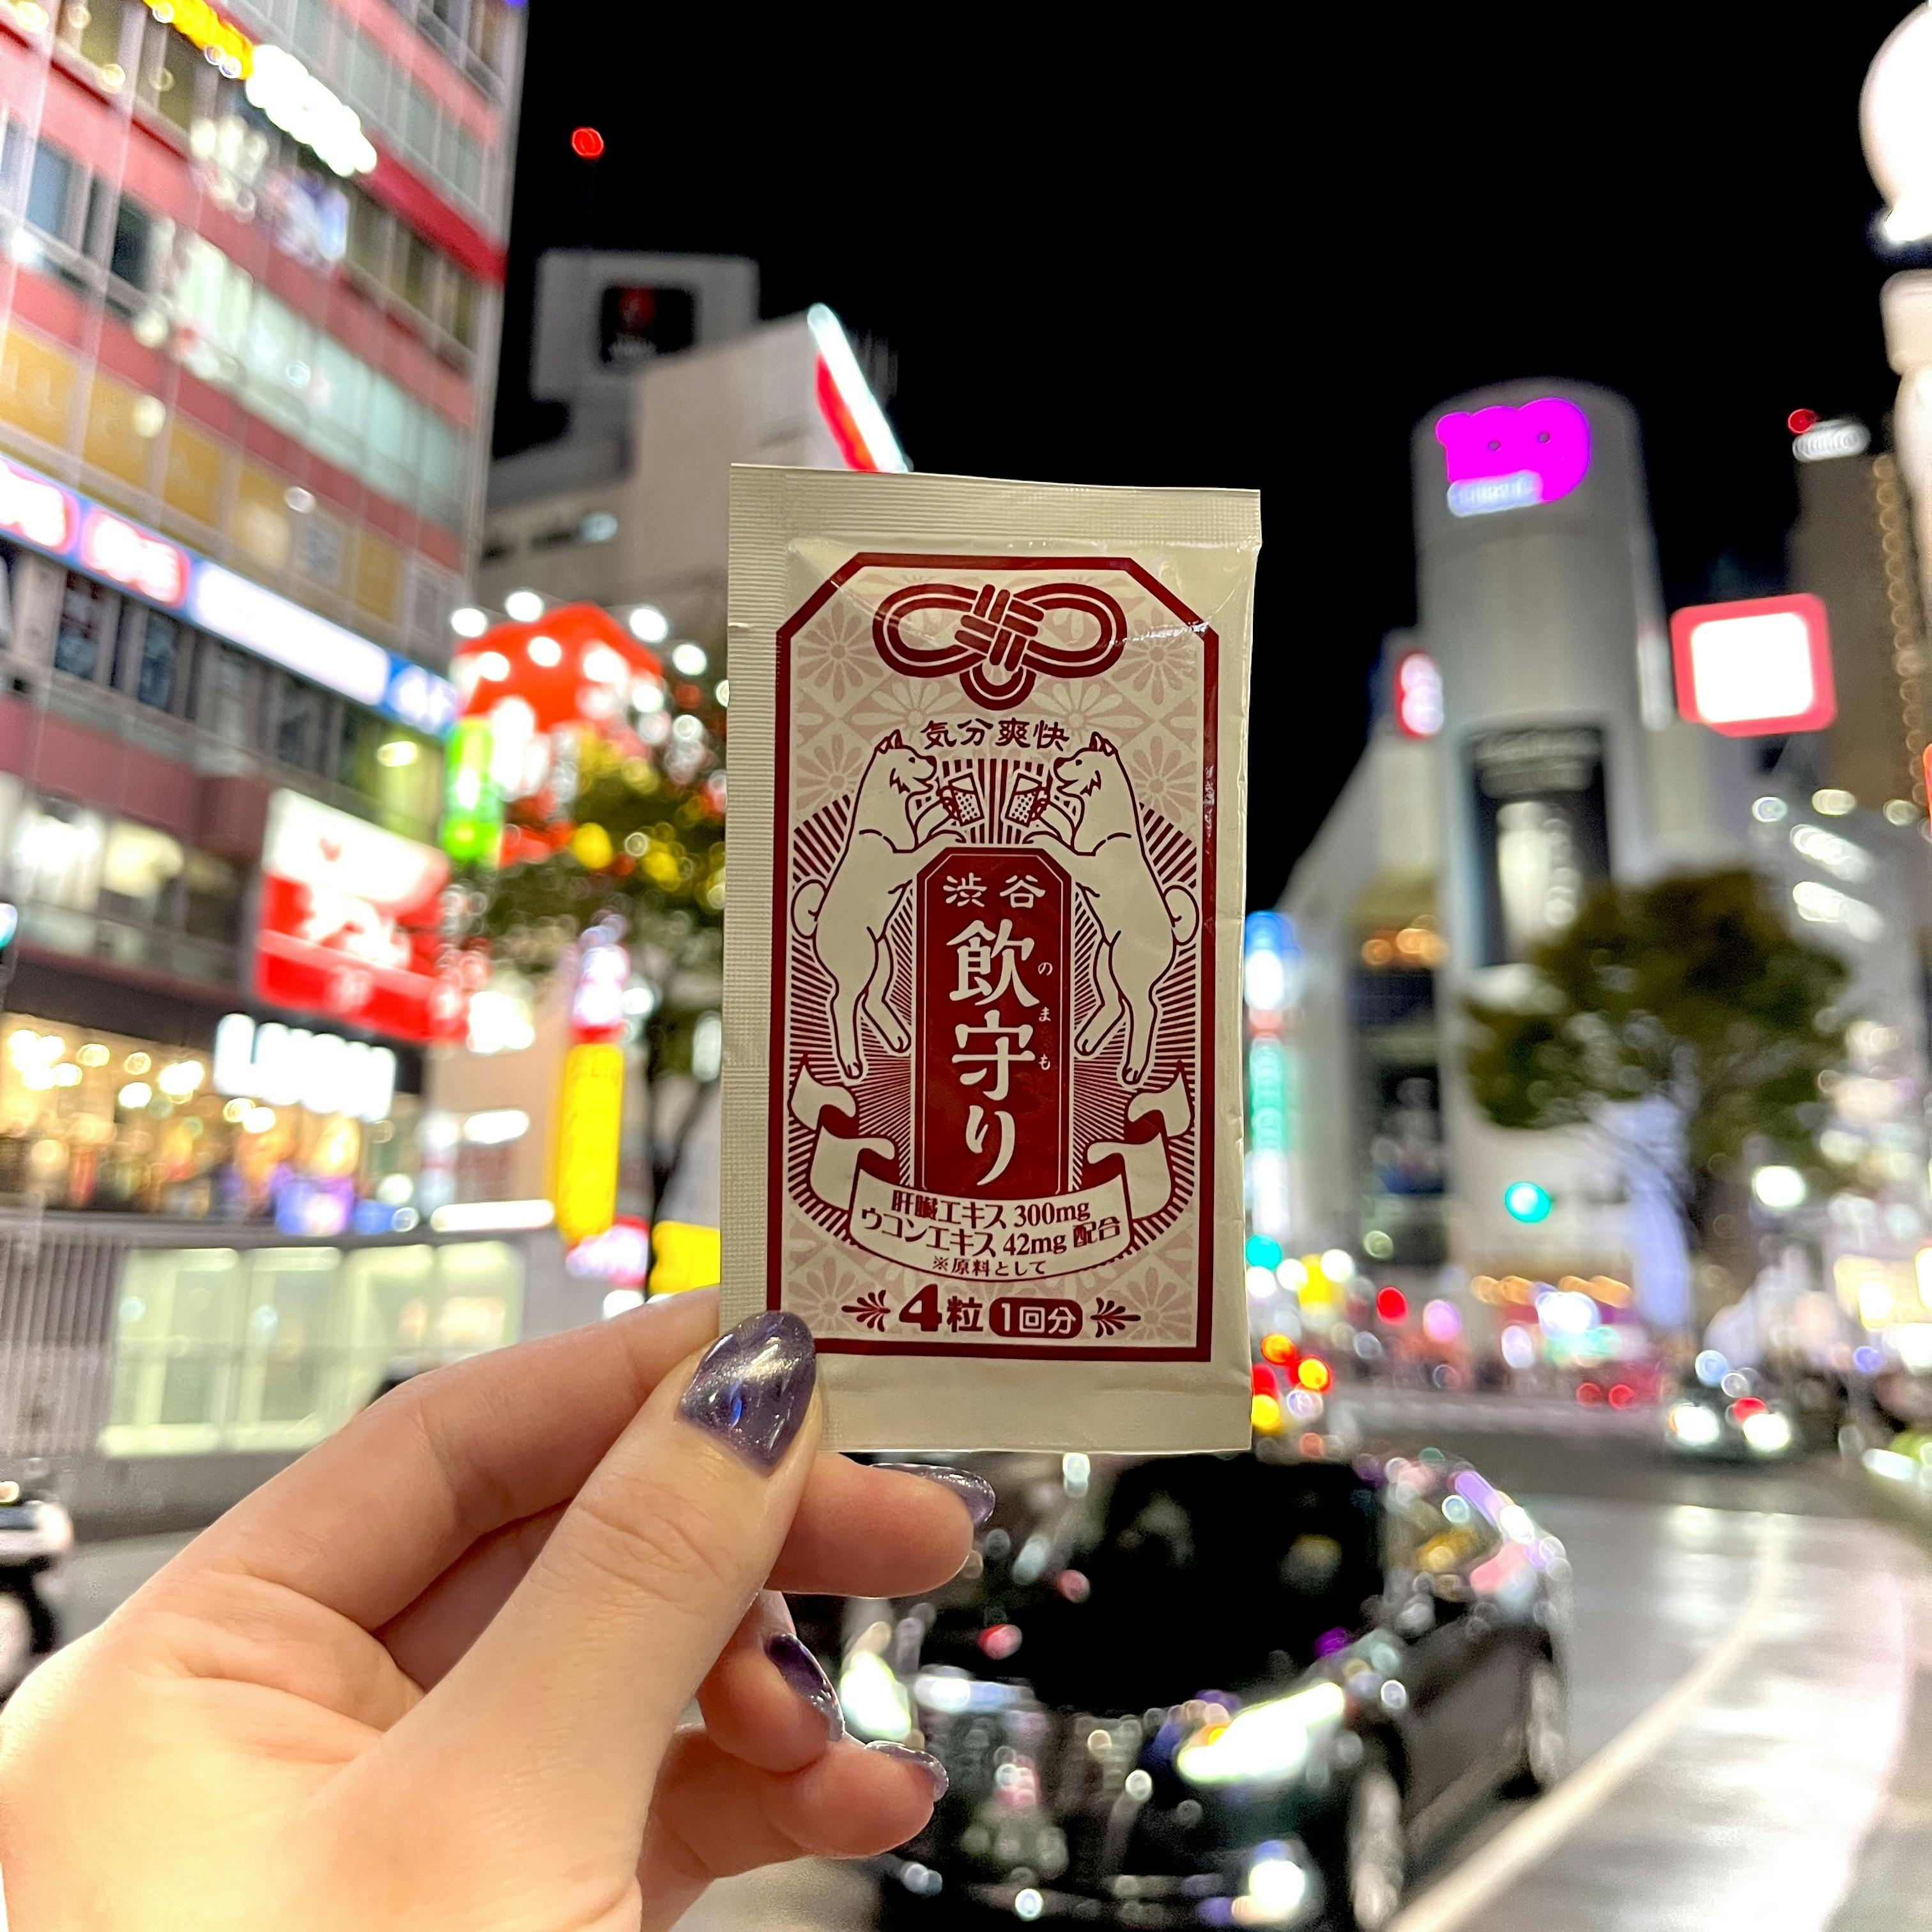 気分爽快
渋谷
飲守り
のまも
肝臓エキス 300mg
ウコンエキス 42mg 配合
※原料として
4粒 1回分